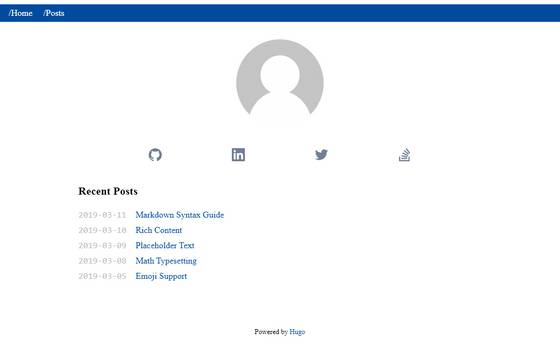 /Home /Posts
Recent Posts
2019-03-11 Markdown Syntax Guide
2019-03-10 Rich Content
2019-03-09 Placeholder Text
2019-03-08 Math Typesetting
2019-03-05 Emoji Support
Powered by Hugo